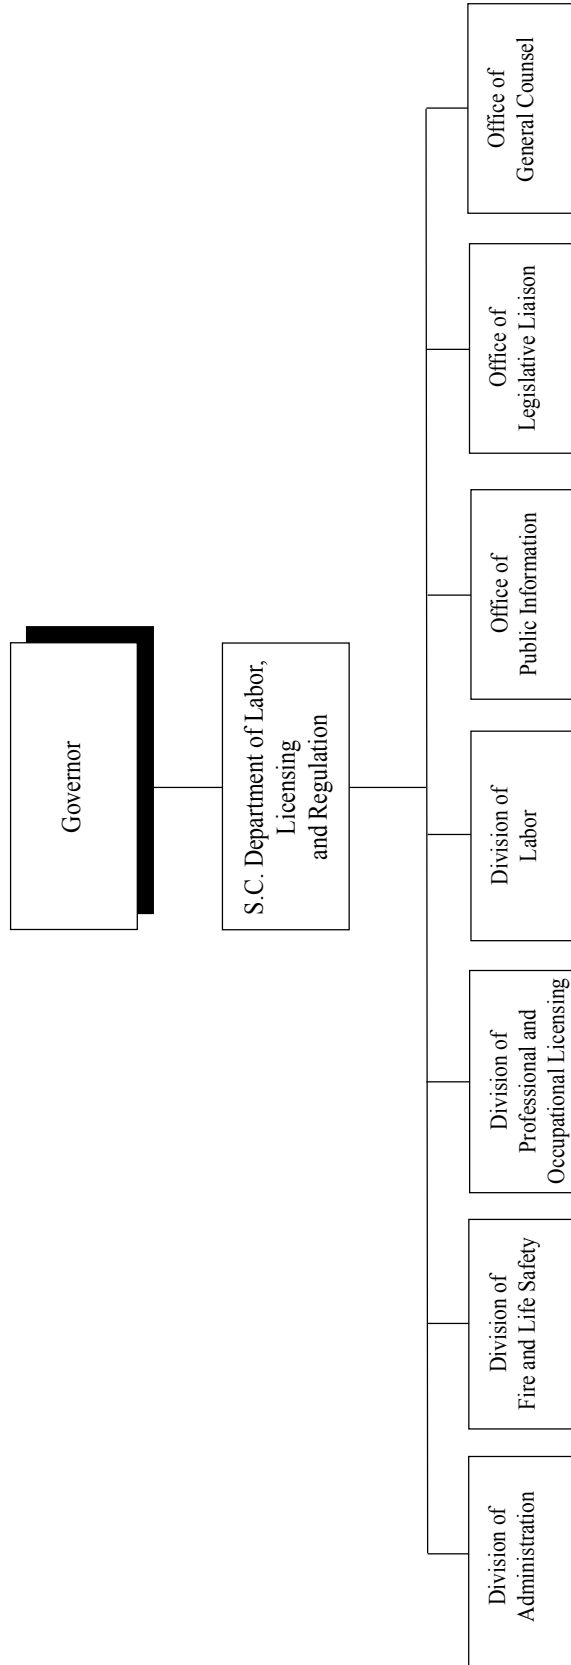 Governor
S.C. Department of Labor,
Licensing
and Regulation
Division of
Administration
Division of
Fire and Life Safety
Division of
Professional and
Occupational Licensing
Division of
Labor
Office of
Public Information
Office of
Legislative Liaison
Office of
General Counsel